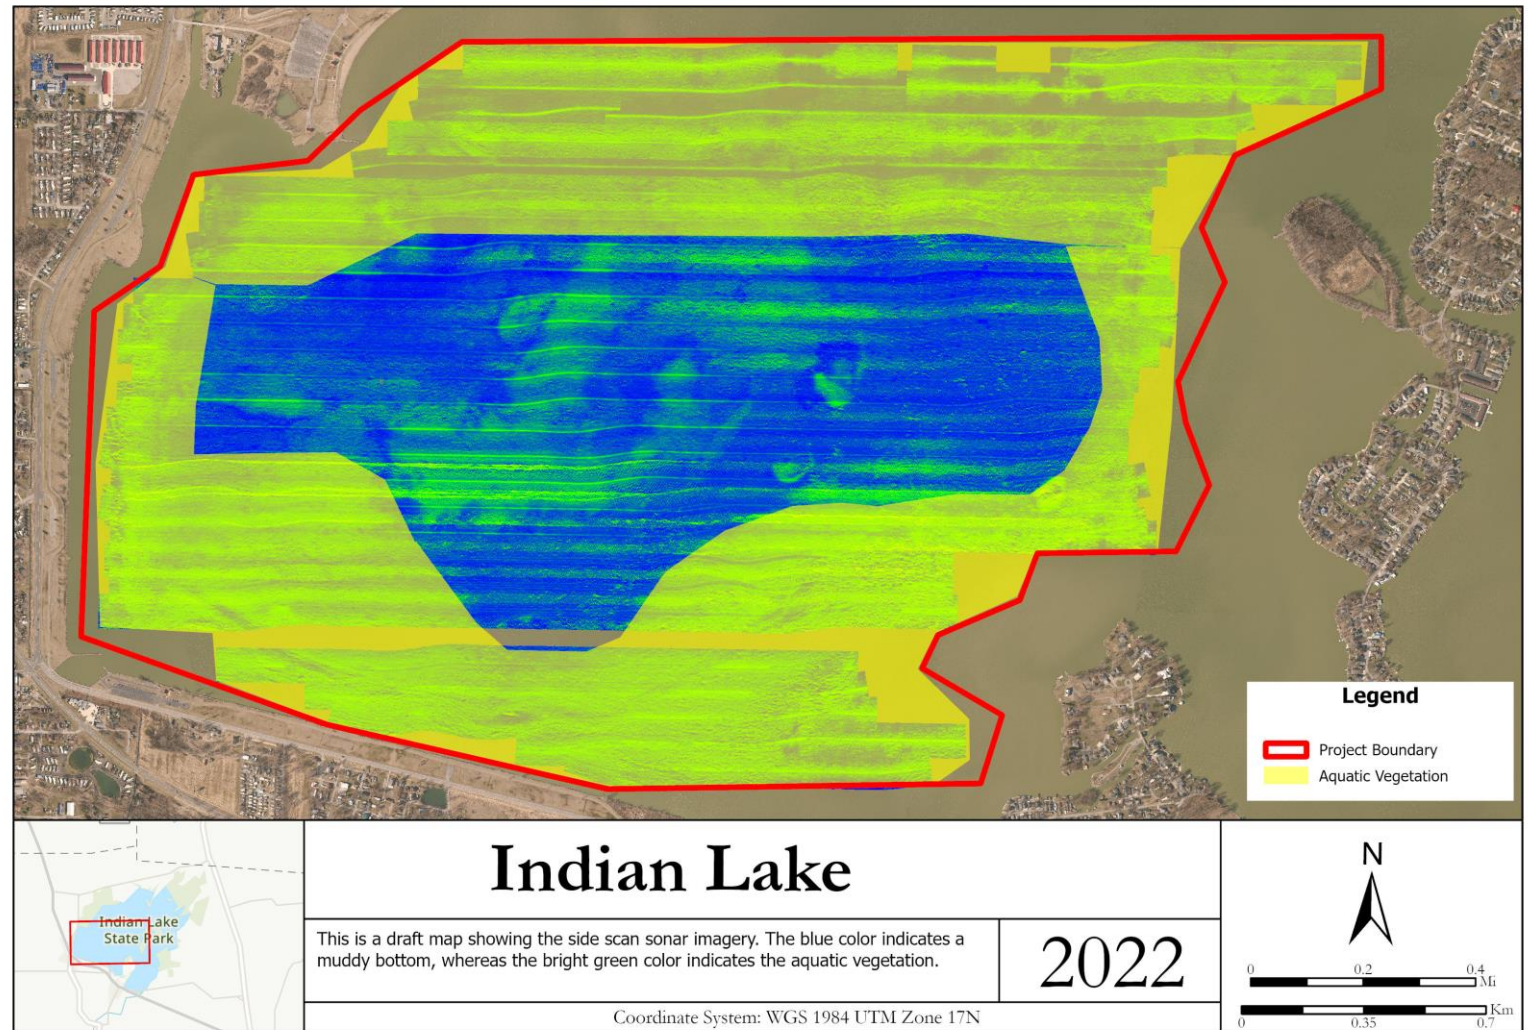 Legend
Project Boundary
Aquatic Vegetation
Indian Lake
State Park
Indian Lake
This is a draft map showing the side scan sonar imagery. The blue color indicates a
muddy bottom, whereas the bright green color indicates the aquatic vegetation.
2022
Coordinate System: WGS 1984 UTM Zone 17N
N
0 0.2 0.4
Mi
Km
0 0.35 0.7